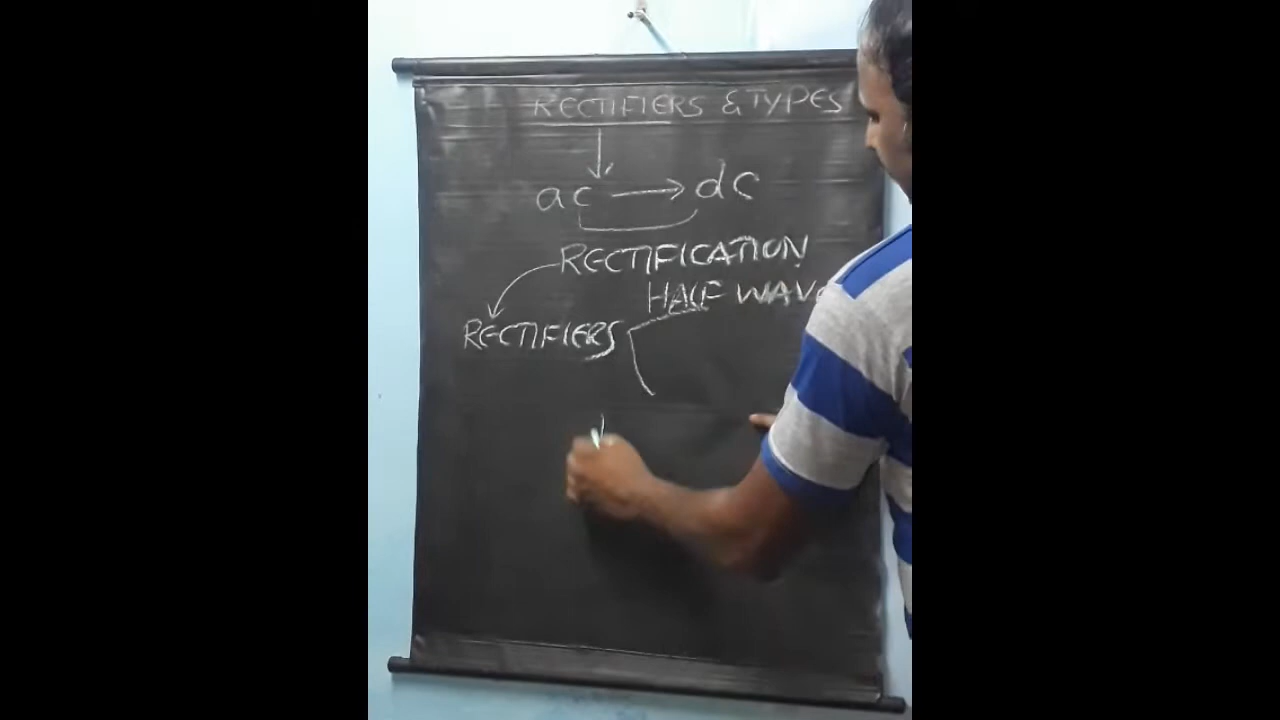 RECTIFIERS & TYPES
ac → dc
RECTIFICATION
HALF WAVE
RECTIFIERS